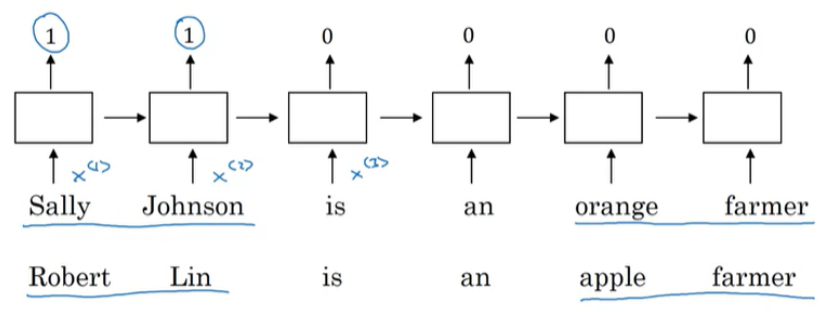 1 1 0 0 0 0
x<1> x<2> x<3>
Sally Johnson is an orange farmer
Robert Lin is an apple farmer